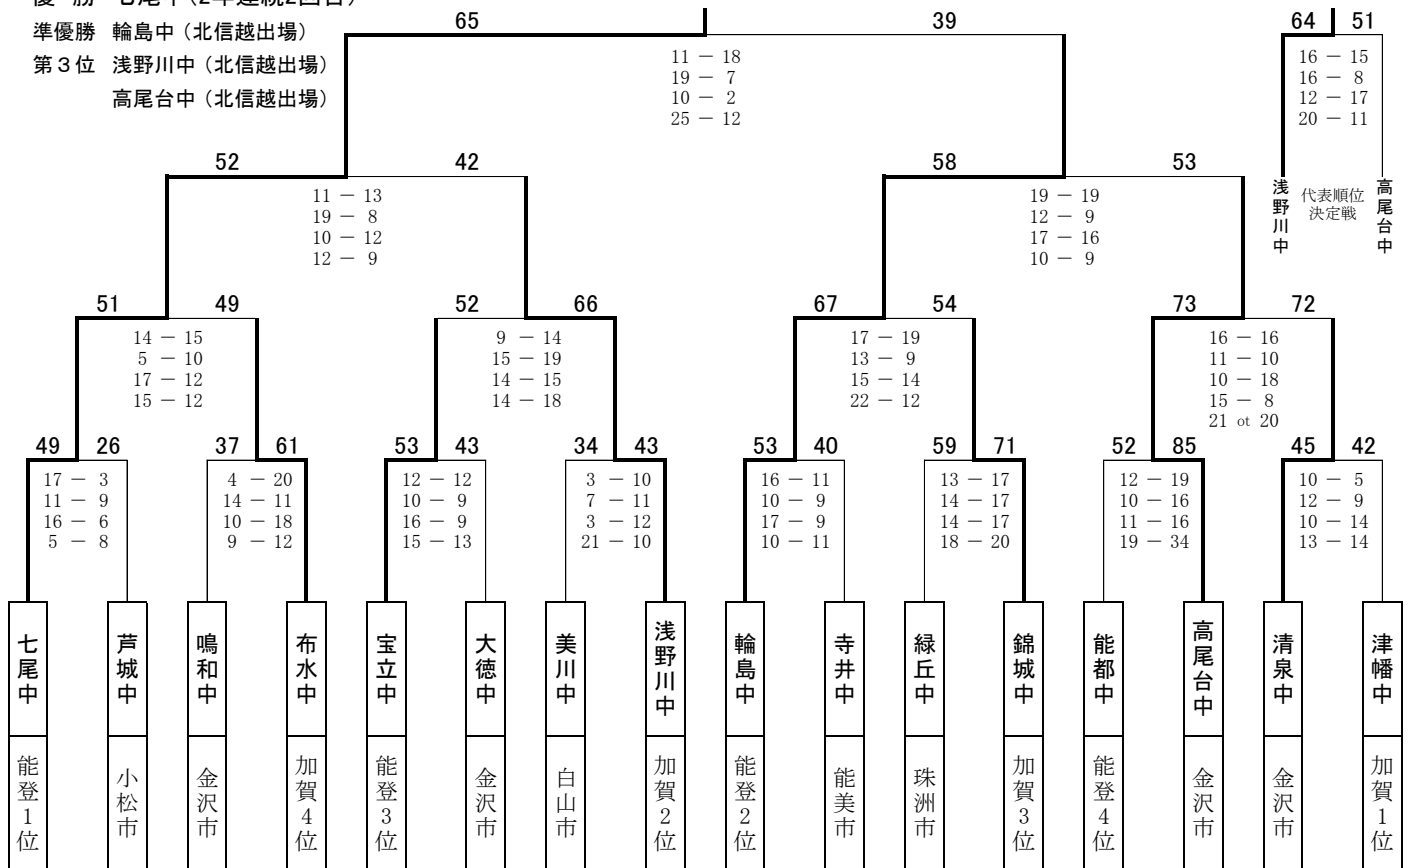 優　勝　七尾中（2年連続2回目）
準優勝　輪島中（北信越出場）
第３位　浅野川中（北信越出場）
高尾台中（北信越出場）
65 39
11 － 18
19 － 7
10 － 2
25 － 12
64 51
16 － 15
16 － 8
12 － 17
20 － 11
浅野川中
代表順位
決定戦
高尾台中
52 42
11 － 13
19 － 8
10 － 12
12 － 9
58 53
19 － 19
12 － 9
17 － 16
10 － 9
51 49
14 － 15
5 － 10
17 － 12
15 － 12
52 66
9 － 14
15 － 19
14 － 15
14 － 18
67 54
17 － 19
13 － 9
15 － 14
22 － 12
73 72
16 － 16
11 － 10
10 － 18
15 － 8
21 ot 20
49 26
17 － 3
11 － 9
16 － 6
5 － 8
37 61
4 － 20
14 － 11
10 － 18
9 － 12
53 43
12 － 12
10 － 9
16 － 9
15 － 13
34 43
3 － 10
7 － 11
3 － 12
21 － 10
53 40
16 － 11
10 － 9
17 － 9
10 － 11
59 71
13 － 17
14 － 17
14 － 17
18 － 20
52 85
12 － 19
10 － 16
11 － 16
19 － 34
45 42
10 － 5
12 － 9
10 － 14
13 － 14
七尾中
芦城中
鳴和中
布水中
宝立中
大徳中
美川中
浅野川中
輪島中
寺井中
緑丘中
錦城中
能都中
高尾台中
清泉中
津幡中
能登1位
小松市
金沢市
加賀4位
能登3位
金沢市
白山市
加賀2位
能登2位
能美市
珠洲市
加賀3位
能登4位
金沢市
金沢市
加賀1位